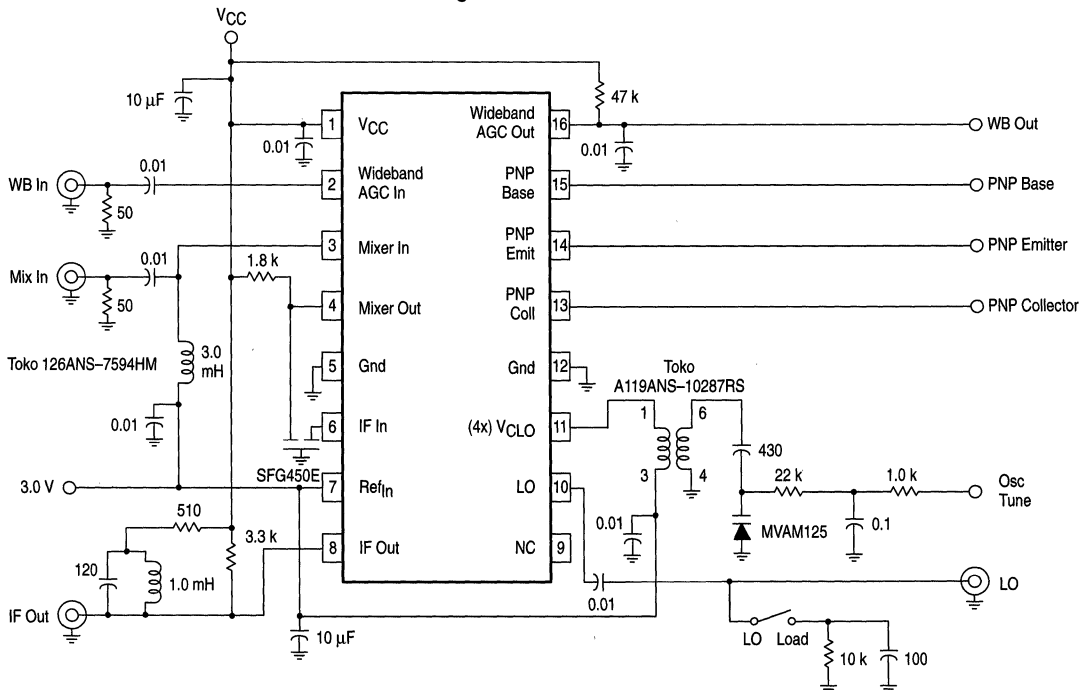 VCC
10 µF
47 k
1
VCC
Wideband
AGC Out
16
WB Out
0.01
0.01
WB In
0.01
50
2
Wideband
AGC In
PNP
Base
15
PNP Base
3
Mixer In
PNP
Emit
14
PNP Emitter
Mix In
0.01
50
1.8 k
4
Mixer Out
PNP
Coll
13
PNP Collector
Toko 126ANS–7594HM
3.0
mH
5
Gnd
Gnd
12
Toko
A119ANS–10287RS
0.01
6
IF In
(4x) VCLO
11
1
6
3
4
430
SFG450E
3.0 V
7
RefIn
LO
10
22 k
1.0 k
Osc
Tune
0.01
MVAM125
0.1
510
3.3 k
8
IF Out
NC
9
120
1.0 mH
0.01
LO
IF Out
10 µF
LO Load
10 k
100